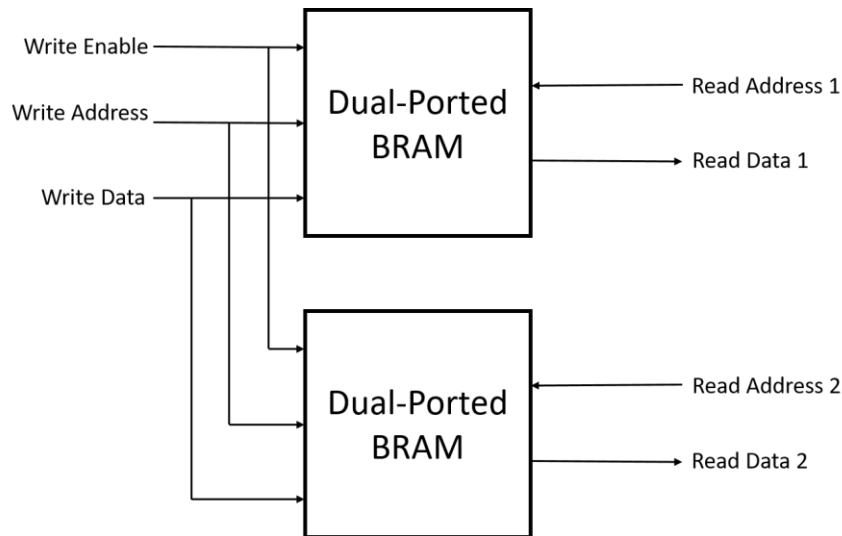 Write Enable
Write Address
Write Data
Dual-Ported
BRAM
Read Address 1
Read Data 1
Dual-Ported
BRAM
Read Address 2
Read Data 2